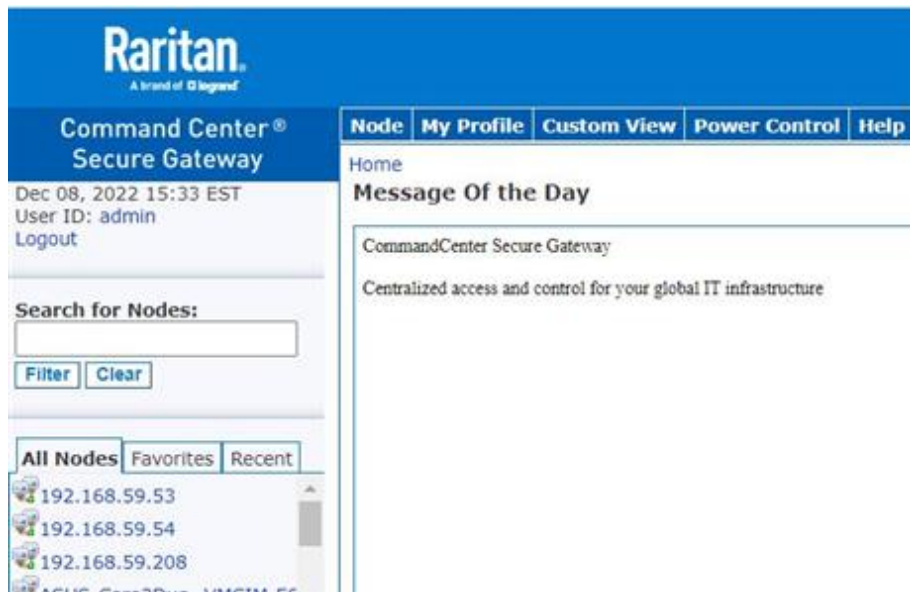 Raritan.
A brand of legrand
Command Center®
Secure Gateway
Node My Profile Custom View Power Control Help
Home
Dec 08, 2022 15:33 EST
User ID: admin
Logout
Message Of the Day
CommandCenter Secure Gateway
Centralized access and control for your global IT infrastructure
Search for Nodes:
Filter Clear
All Nodes Favorites Recent
192.168.59.53
192.168.59.54
192.168.59.208